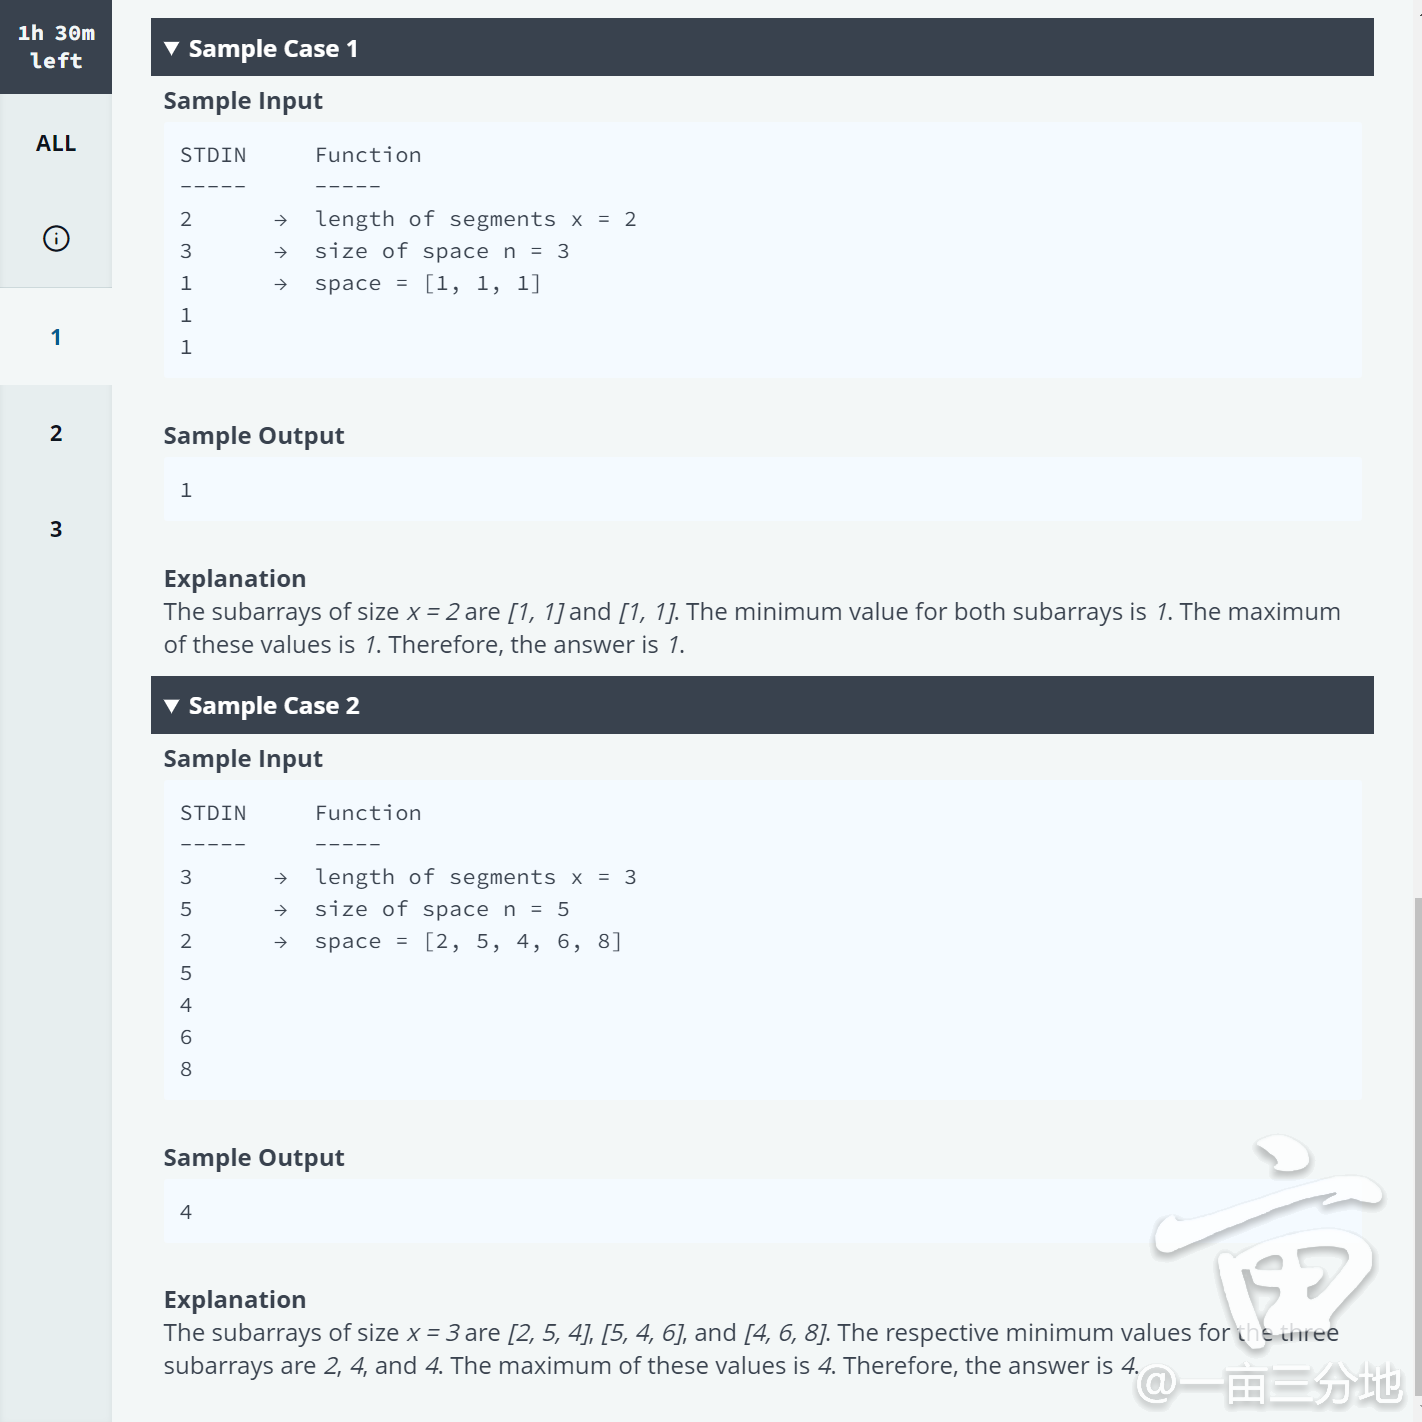 1h 30m
left
ALL
1
2
3
▼ Sample Case 1
Sample Input
STDIN Function
----- -----
2 → length of segments x = 2
3 → size of space n = 3
1 → space = [1, 1, 1]
1
1
Sample Output
1
Explanation
The subarrays of size x = 2 are [1, 1] and [1, 1]. The minimum value for both subarrays is 1. The maximum
of these values is 1. Therefore, the answer is 1.
▼ Sample Case 2
Sample Input
STDIN Function
----- -----
3 → length of segments x = 3
5 → size of space n = 5
2 → space = [2, 5, 4, 6, 8]
5
4
6
8
Sample Output
4
Explanation
The subarrays of size x = 3 are [2, 5, 4], [5, 4, 6], and [4, 6, 8]. The respective minimum values for the three
subarrays are 2, 4, and 4. The maximum of these values is 4. Therefore, the answer is 4.
亩
@一亩三分地